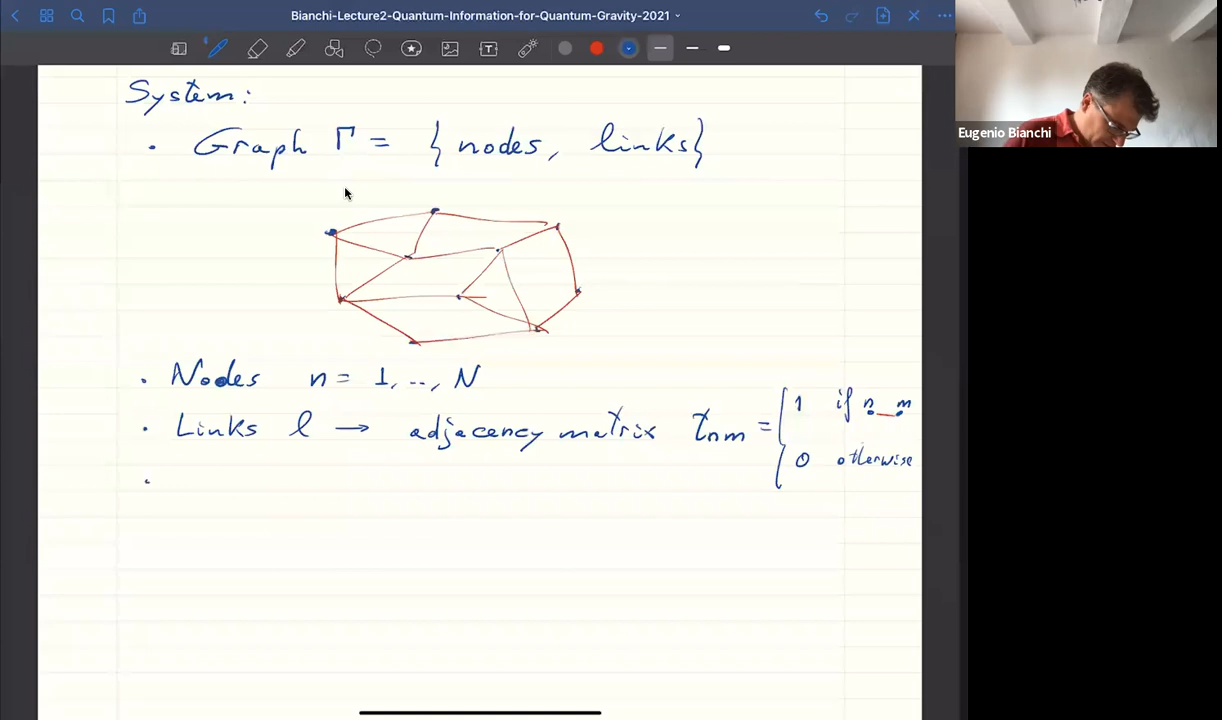 Bianchi-Lecture2-Quantum-Information-for-Quantum-Gravity-2021
Eugenio Bianchi
System:
· Graph Γ = { nodes, links}
· Nodes n = 1, .., N
· Links l → adjacency matrix τnm = { 1 if n m
0 otherwise
·